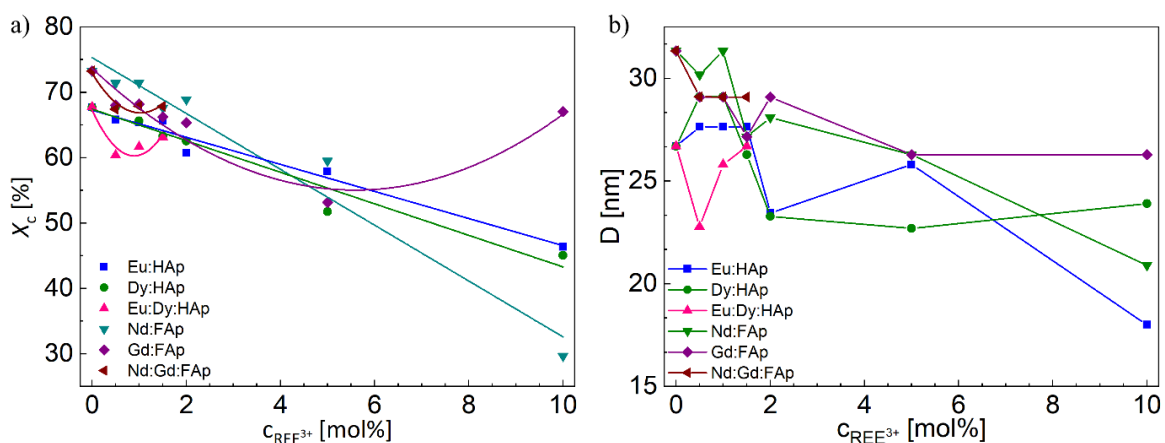 a)
80
70
60
50
40
30
X_c [%]
Eu:HAp
Dy:HAp
Eu:Dy:HAp
Nd:FAp
Gd:FAp
Nd:Gd:FAp
0 2 4 6 8 10
c_REE³⁺ [mol%]
b)
30
25
20
15
D [nm]
Eu:HAp
Dy:HAp
Eu:Dy:HAp
Nd:FAp
Gd:FAp
Nd:Gd:FAp
0 2 4 6 8 10
c_REE³⁺ [mol%]